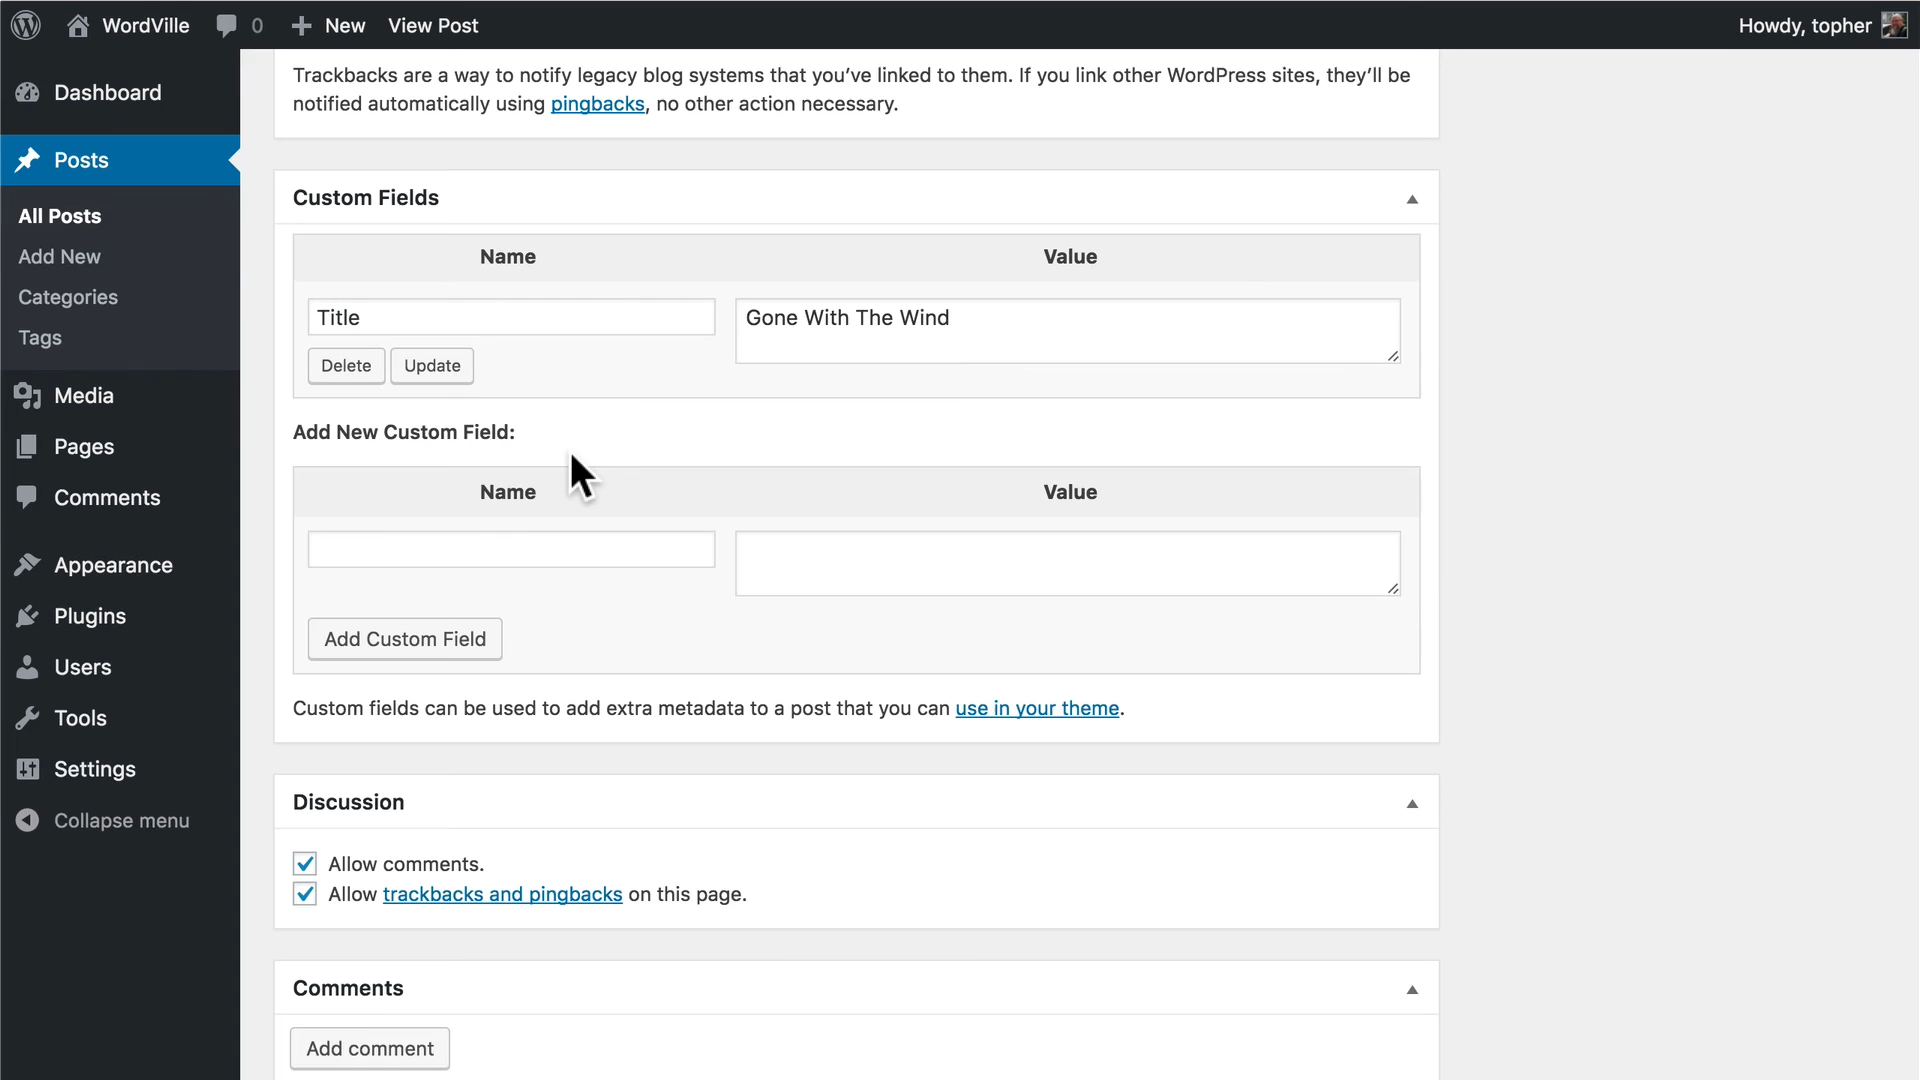 WordVille 0 New View Post Howdy, topher
Dashboard
Posts
All Posts
Add New
Categories
Tags
Media
Pages
Comments
Appearance
Plugins
Users
Tools
Settings
Collapse menu
Trackbacks are a way to notify legacy blog systems that you’ve linked to them. If you link other WordPress sites, they’ll be
notified automatically using pingbacks, no other action necessary.
Custom Fields
Name Value
Title Gone With The Wind
Delete Update
Add New Custom Field:
Name Value
Add Custom Field
Custom fields can be used to add extra metadata to a post that you can use in your theme.
Discussion
Allow comments.
Allow trackbacks and pingbacks on this page.
Comments
Add comment